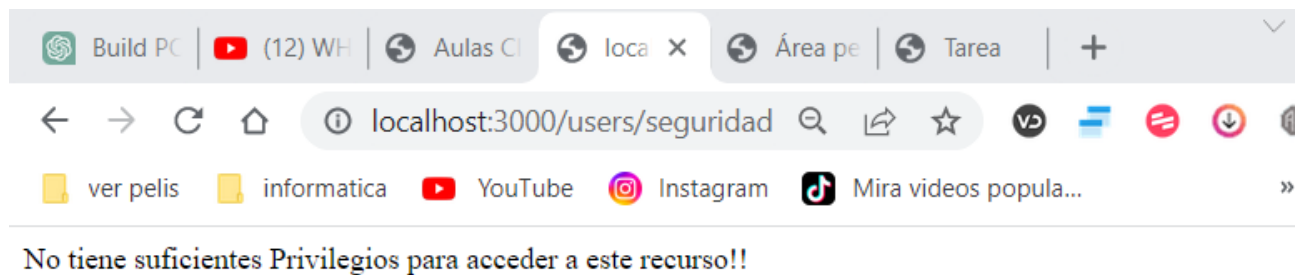 Build PC (12) WH Aulas Cl loca Área pe Tarea
localhost:3000/users/seguridad
ver pelis informatica YouTube Instagram Mira videos popula...
No tiene suficientes Privilegios para acceder a este recurso!!